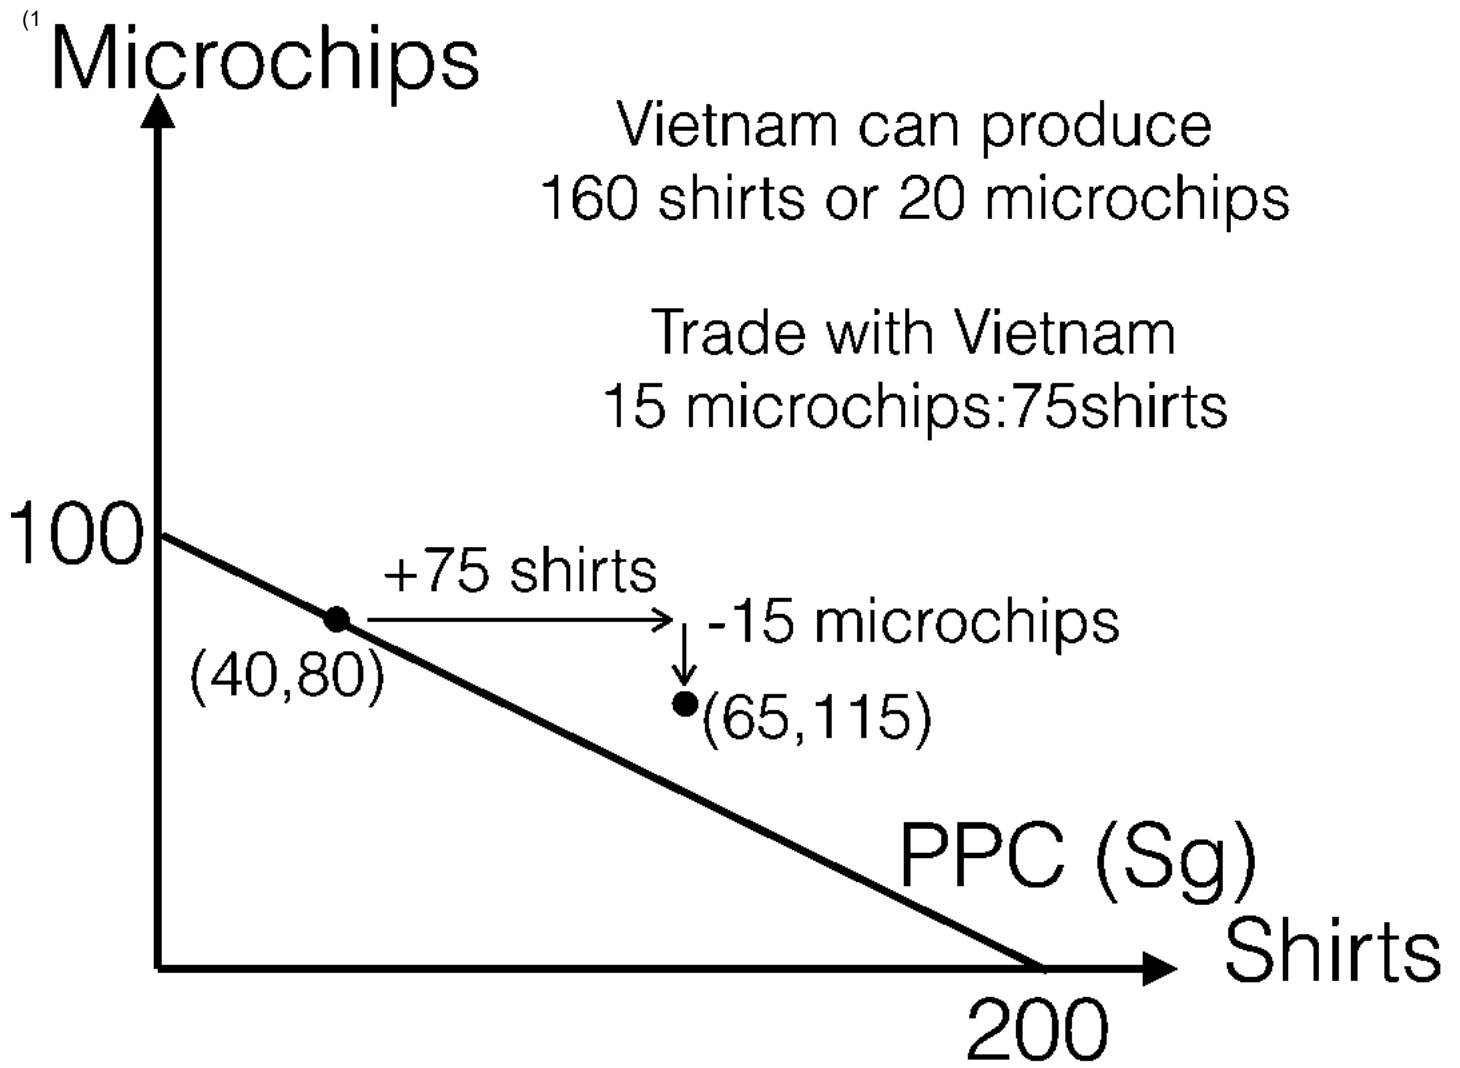 (1
Microchips
Vietnam can produce
160 shirts or 20 microchips
Trade with Vietnam
15 microchips:75shirts
100
+75 shirts
-15 microchips
(40,80)
(65,115)
PPC (Sg)
Shirts
200